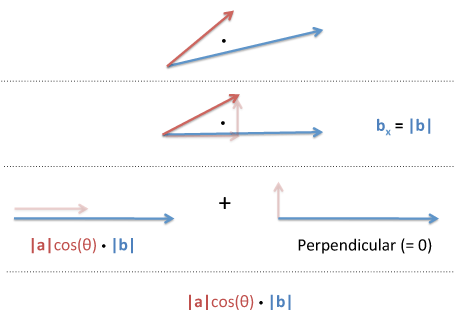 •
•
bₓ = |b|
+
|a|cos(θ) • |b|
Perpendicular (= 0)
|a|cos(θ) • |b|